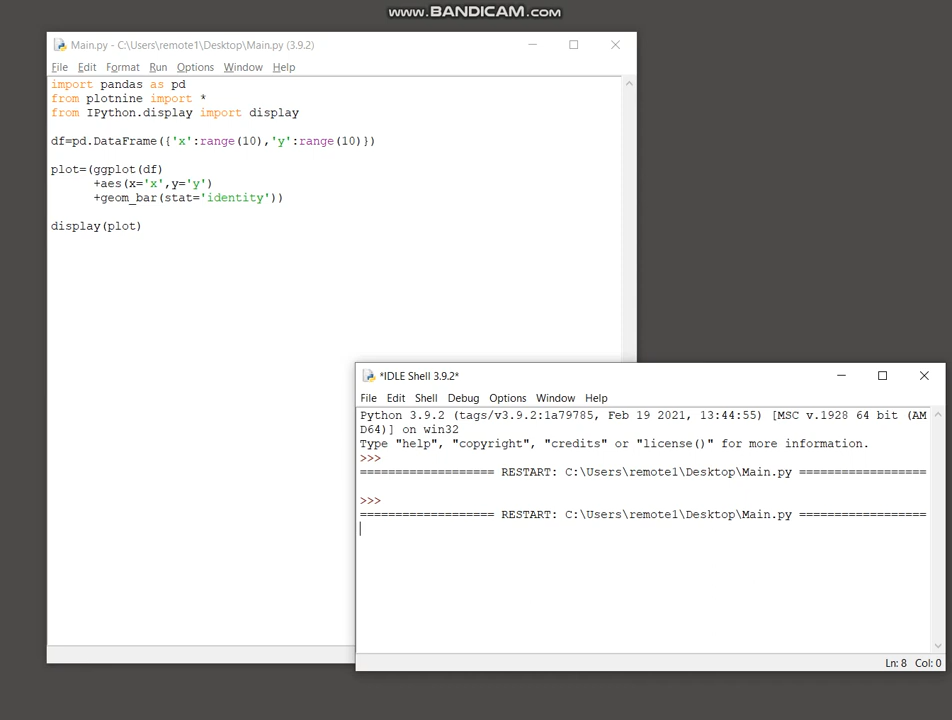 www.BANDICAM.com
Main.py - C:\Users\remote1\Desktop\Main.py (3.9.2)
File Edit Format Run Options Window Help
import pandas as pd
from plotnine import *
from IPython.display import display
df=pd.DataFrame({'x':range(10),'y':range(10)})
plot=(ggplot(df)
+aes(x='x',y='y')
+geom_bar(stat='identity'))
display(plot)
*IDLE Shell 3.9.2*
File Edit Shell Debug Options Window Help
Python 3.9.2 (tags/v3.9.2:1a79785, Feb 19 2021, 13:44:55) [MSC v.1928 64 bit (AM
D64)] on win32
Type "help", "copyright", "credits" or "license()" for more information.
>>>
=================== RESTART: C:\Users\remote1\Desktop\Main.py ==================
>>>
=================== RESTART: C:\Users\remote1\Desktop\Main.py ==================
Ln: 8 Col: 0